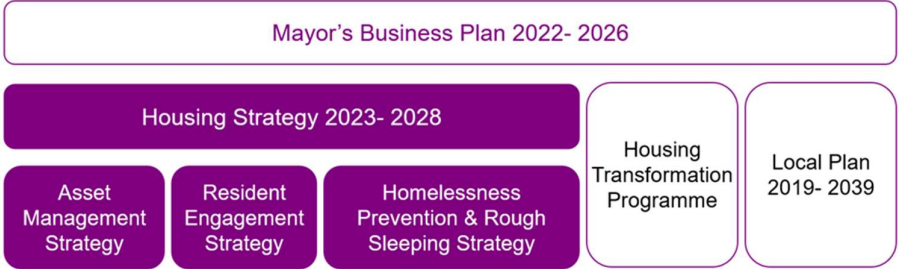 Mayor’s Business Plan 2022- 2026
Housing Strategy 2023- 2028
Asset
Management
Strategy
Resident
Engagement
Strategy
Homelessness
Prevention & Rough
Sleeping Strategy
Housing
Transformation
Programme
Local Plan
2019- 2039